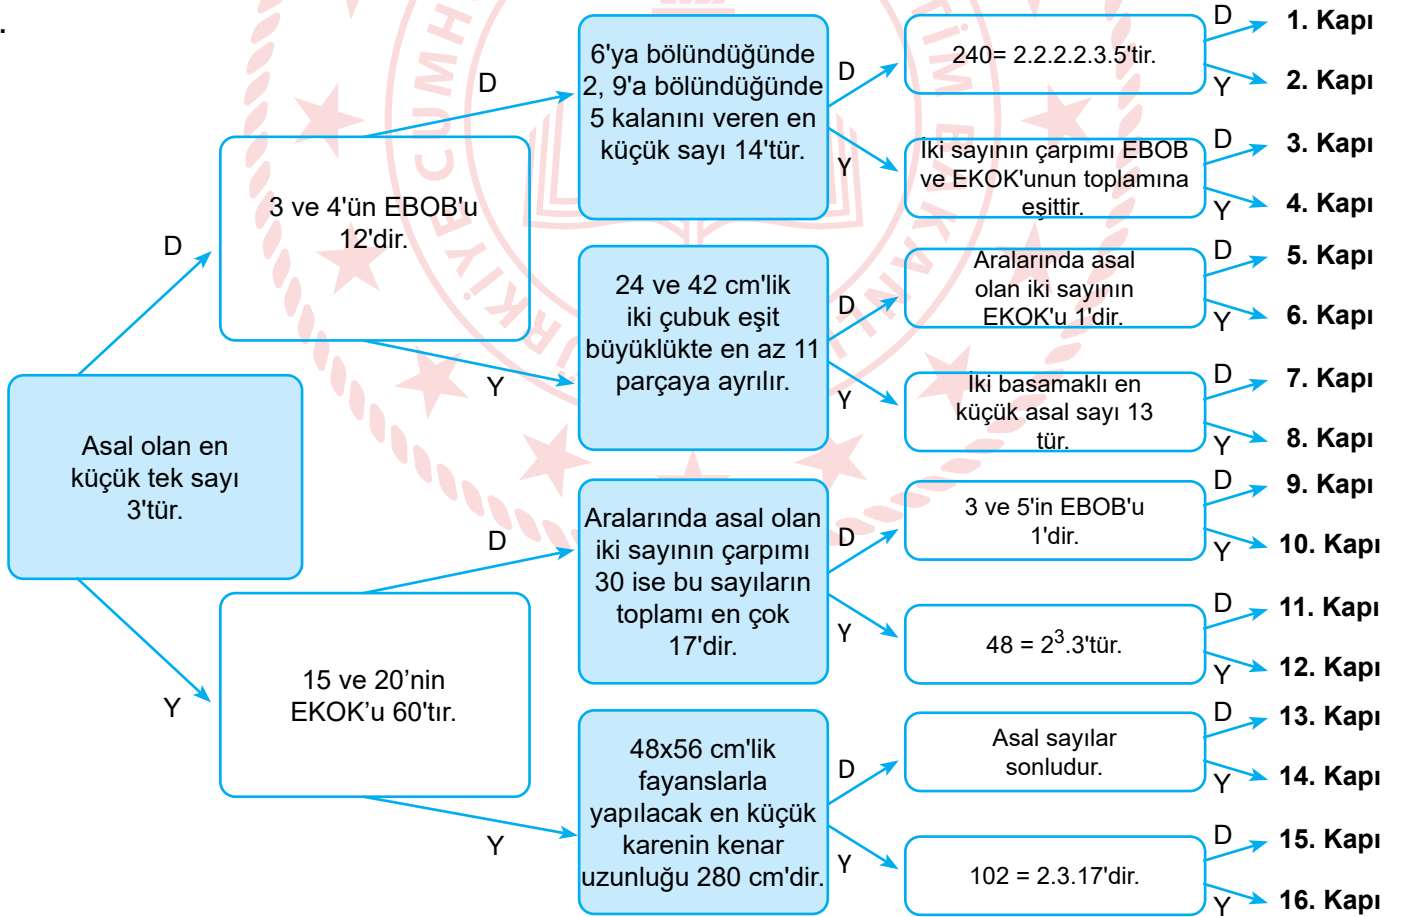 .
Asal olan en
küçük tek sayı
3'tür.
D
Y
3 ve 4'ün EBOB'u
12'dir.
D
Y
15 ve 20’nin
EKOK’u 60'tır.
D
Y
6'ya bölündüğünde
2, 9'a bölündüğünde
5 kalanını veren en
küçük sayı 14'tür.
D
Y
24 ve 42 cm'lik
iki çubuk eşit
büyüklükte en az 11
parçaya ayrılır.
D
Y
Aralarında asal olan
iki sayının çarpımı
30 ise bu sayıların
toplamı en çok
17'dir.
D
Y
48x56 cm'lik
fayanslarla
yapılacak en küçük
karenin kenar
uzunluğu 280 cm'dir.
D
Y
240= 2.2.2.2.3.5'tir.
D
Y
1. Kapı
2. Kapı
İki sayının çarpımı EBOB
ve EKOK'unun toplamına
eşittir.
D
Y
3. Kapı
4. Kapı
Aralarında asal
olan iki sayının
EKOK'u 1'dir.
D
Y
5. Kapı
6. Kapı
İki basamaklı en
küçük asal sayı 13
tür.
D
Y
7. Kapı
8. Kapı
3 ve 5'in EBOB'u
1'dir.
D
Y
9. Kapı
10. Kapı
48 = 2³.3'tür.
D
Y
11. Kapı
12. Kapı
Asal sayılar
sonludur.
D
Y
13. Kapı
14. Kapı
102 = 2.3.17'dir.
D
Y
15. Kapı
16. Kapı